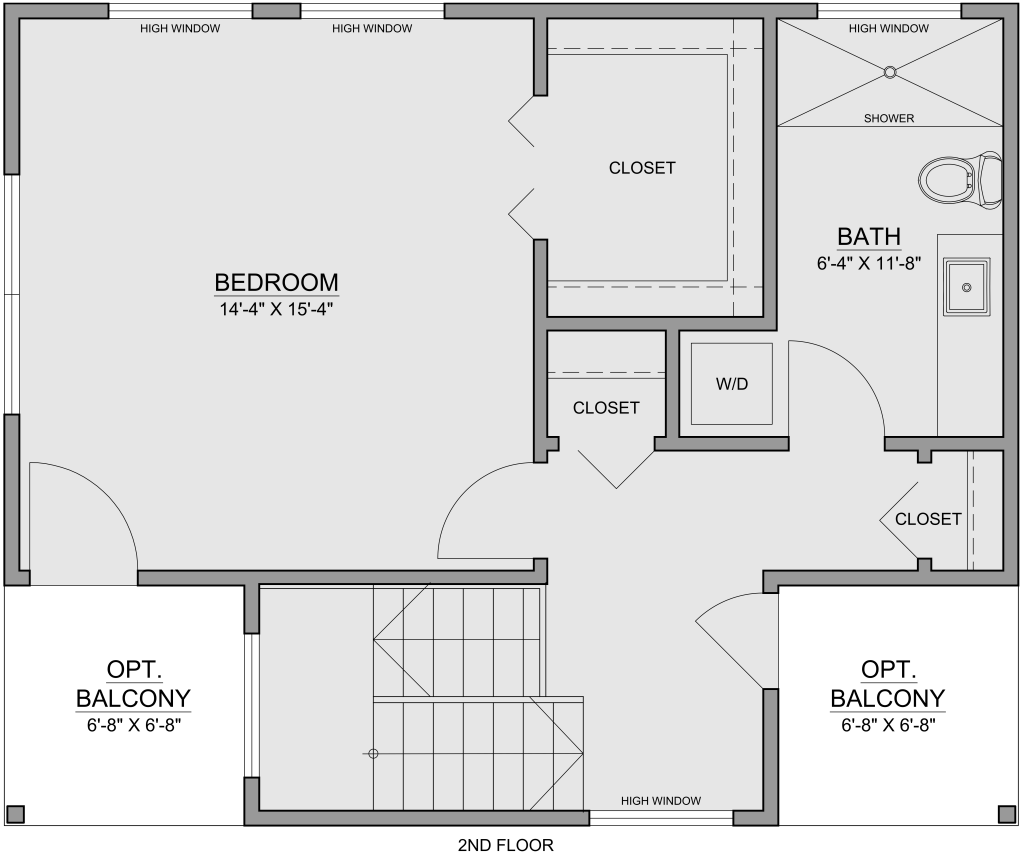 HIGH WINDOW
HIGH WINDOW
HIGH WINDOW
SHOWER
CLOSET
BATH
6'-4" X 11'-8"
BEDROOM
14'-4" X 15'-4"
W/D
CLOSET
CLOSET
OPT.
BALCONY
6'-8" X 6'-8"
OPT.
BALCONY
6'-8" X 6'-8"
HIGH WINDOW
2ND FLOOR